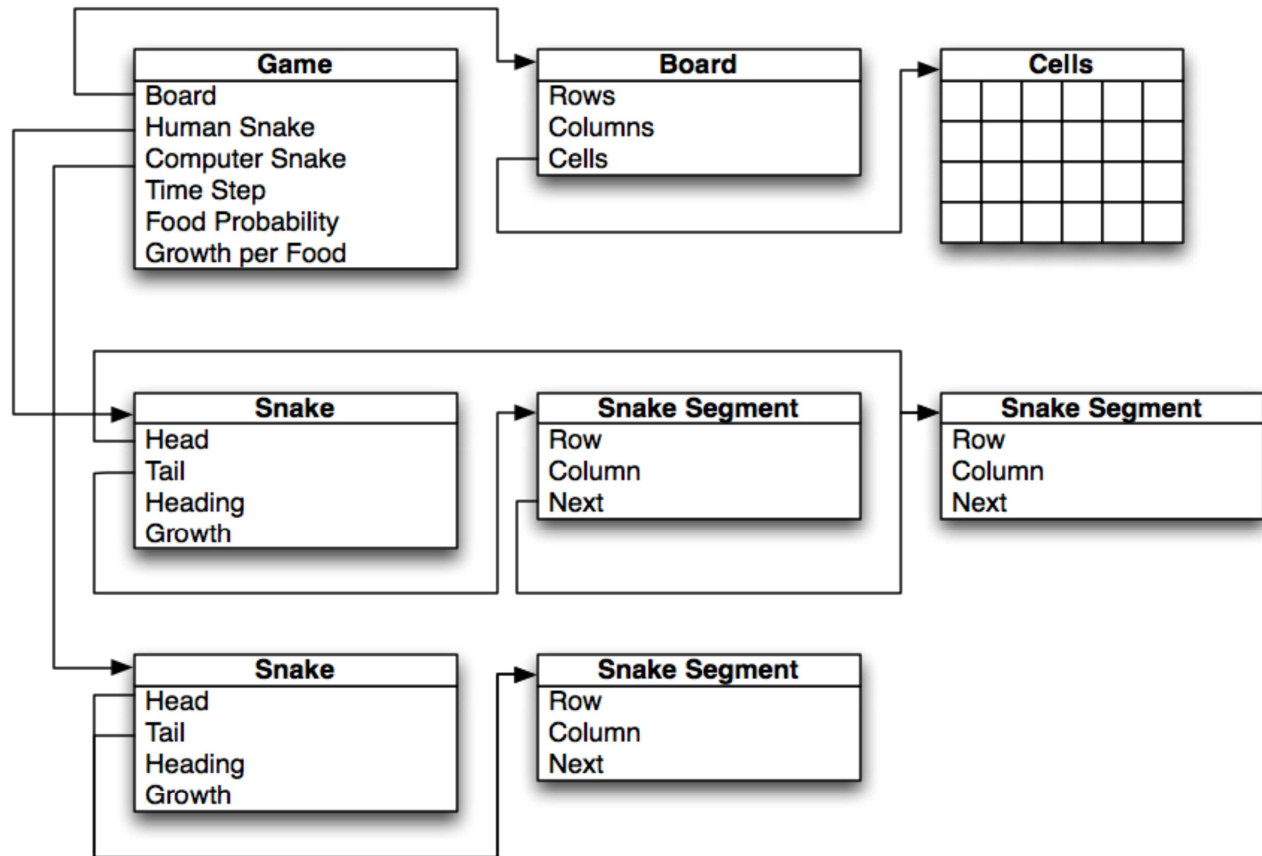 Game
Board
Human Snake
Computer Snake
Time Step
Food Probability
Growth per Food
Board
Rows
Columns
Cells
Cells
Snake
Head
Tail
Heading
Growth
Snake Segment
Row
Column
Next
Snake Segment
Row
Column
Next
Snake
Head
Tail
Heading
Growth
Snake Segment
Row
Column
Next